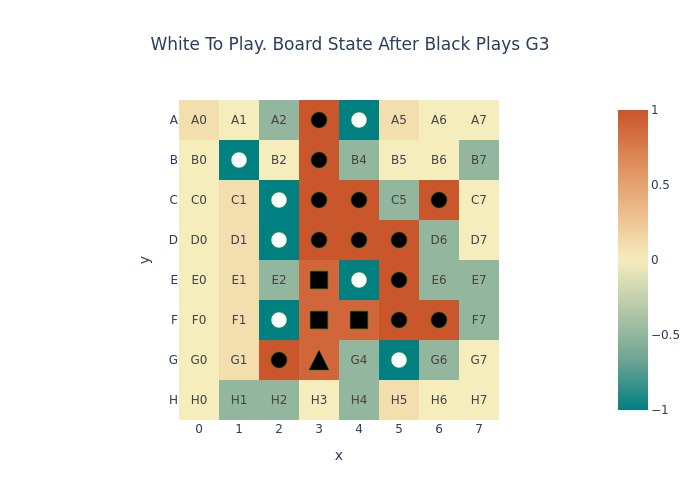 White To Play. Board State After Black Plays G3
A A0 A1 A2 A5 A6 A7 1
B B0 B2 B4 B5 B6 B7
C C0 C1 C5 C7 0.5
D D0 D1 D6 D7
y
E E0 E1 E2 E6 E7 0
F F0 F1 F7 −0.5
G G0 G1 G4 G6 G7
H H0 H1 H2 H3 H4 H5 H6 H7 −1
0 1 2 3 4 5 6 7
x